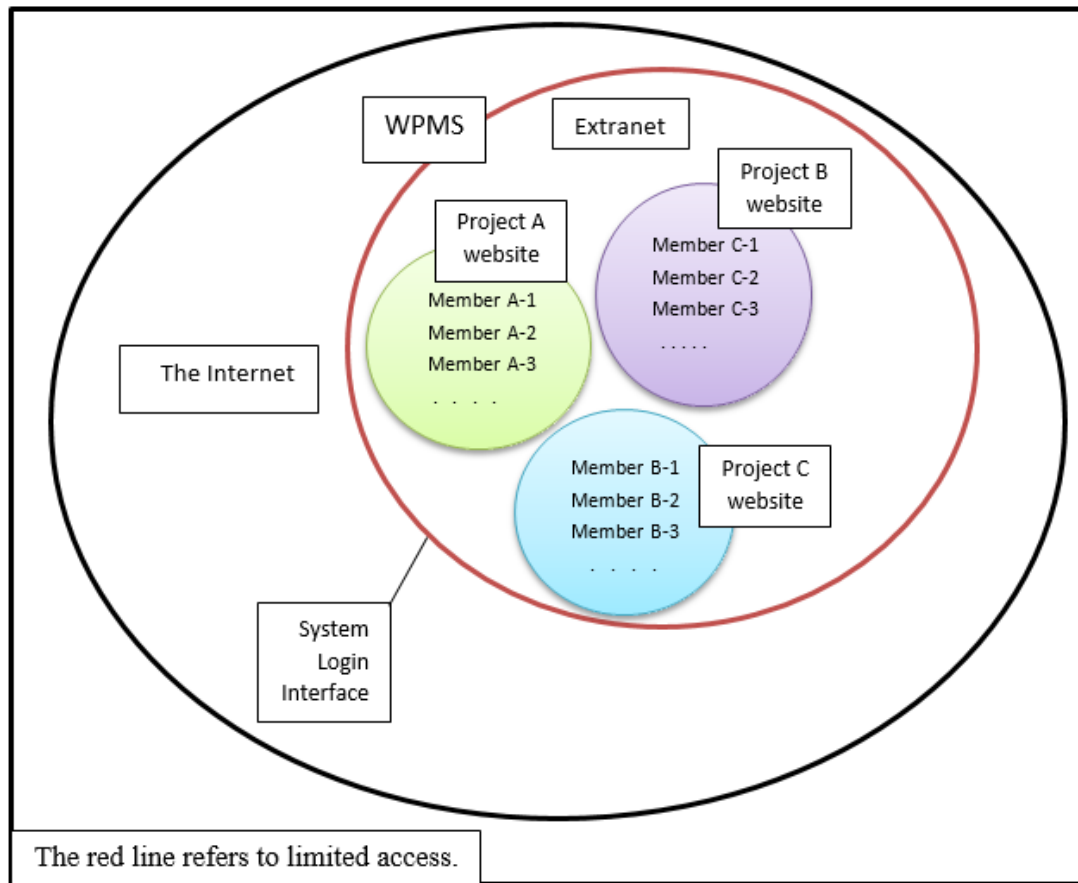 WPMS
Extranet
Project B
website
Member C-1
Member C-2
Member C-3
. . . . .
Project A
website
Member A-1
Member A-2
Member A-3
. . . .
The Internet
Member B-1
Member B-2
Member B-3
. . . .
Project C
website
System
Login
Interface
The red line refers to limited access.